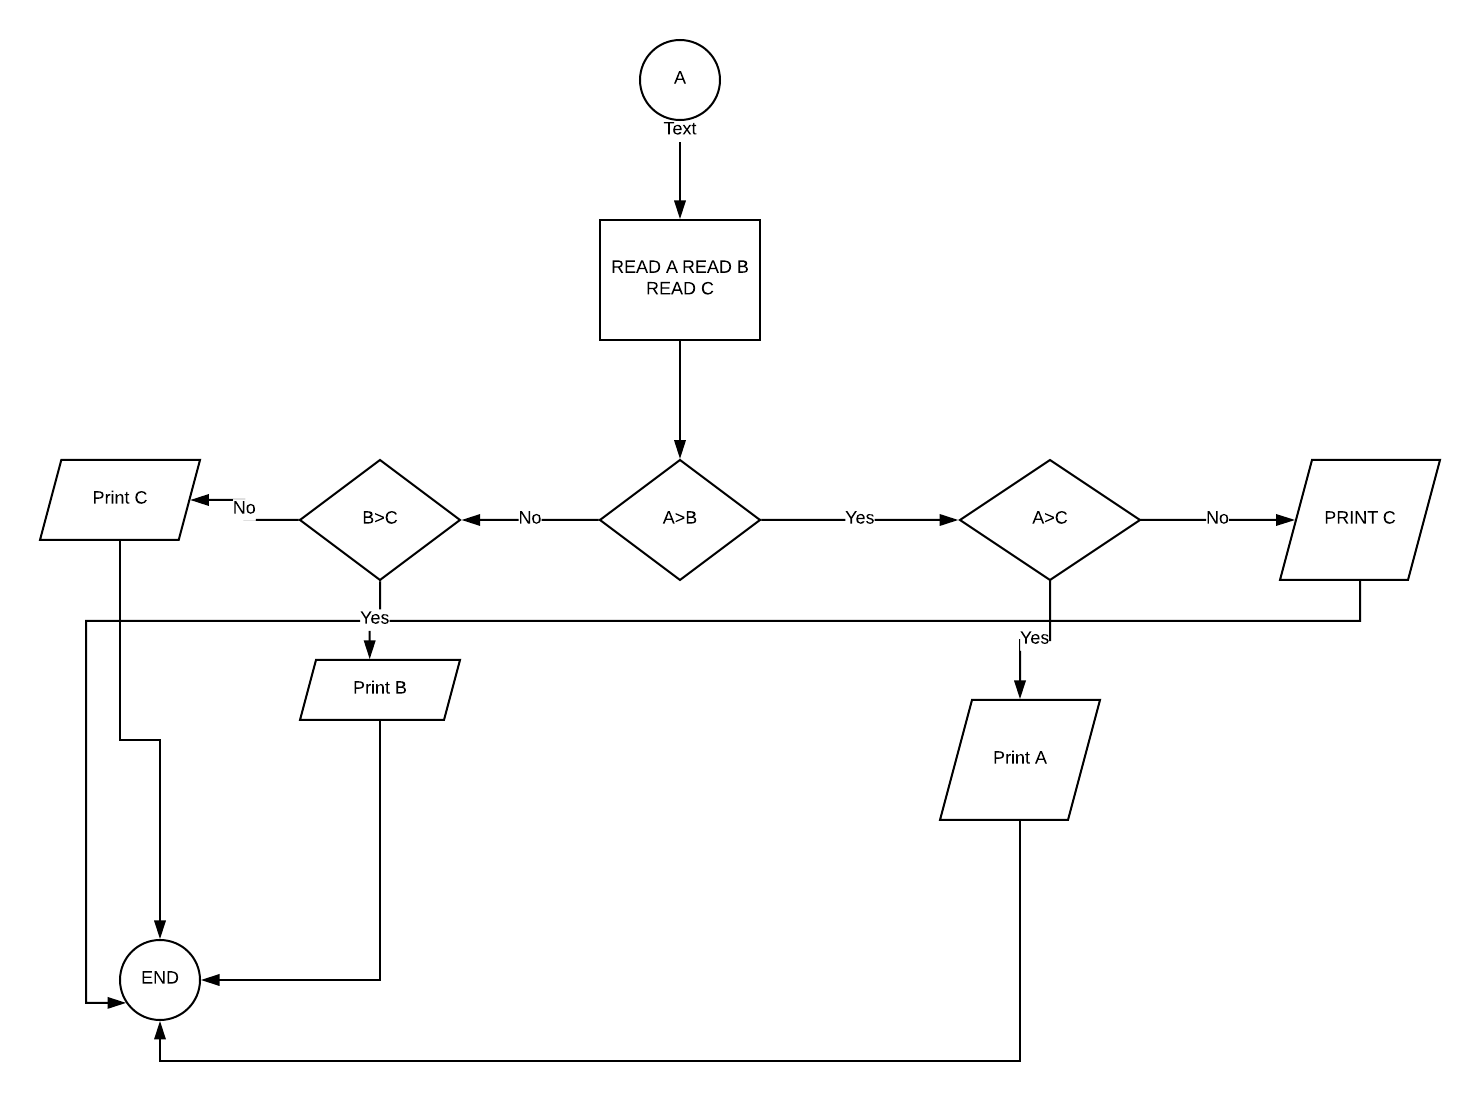 A
Text
READ A READ B
READ C
Print C
No
B>C
No
A>B
Yes
A>C
No
PRINT C
Yes
Yes
Print B
Print A
END